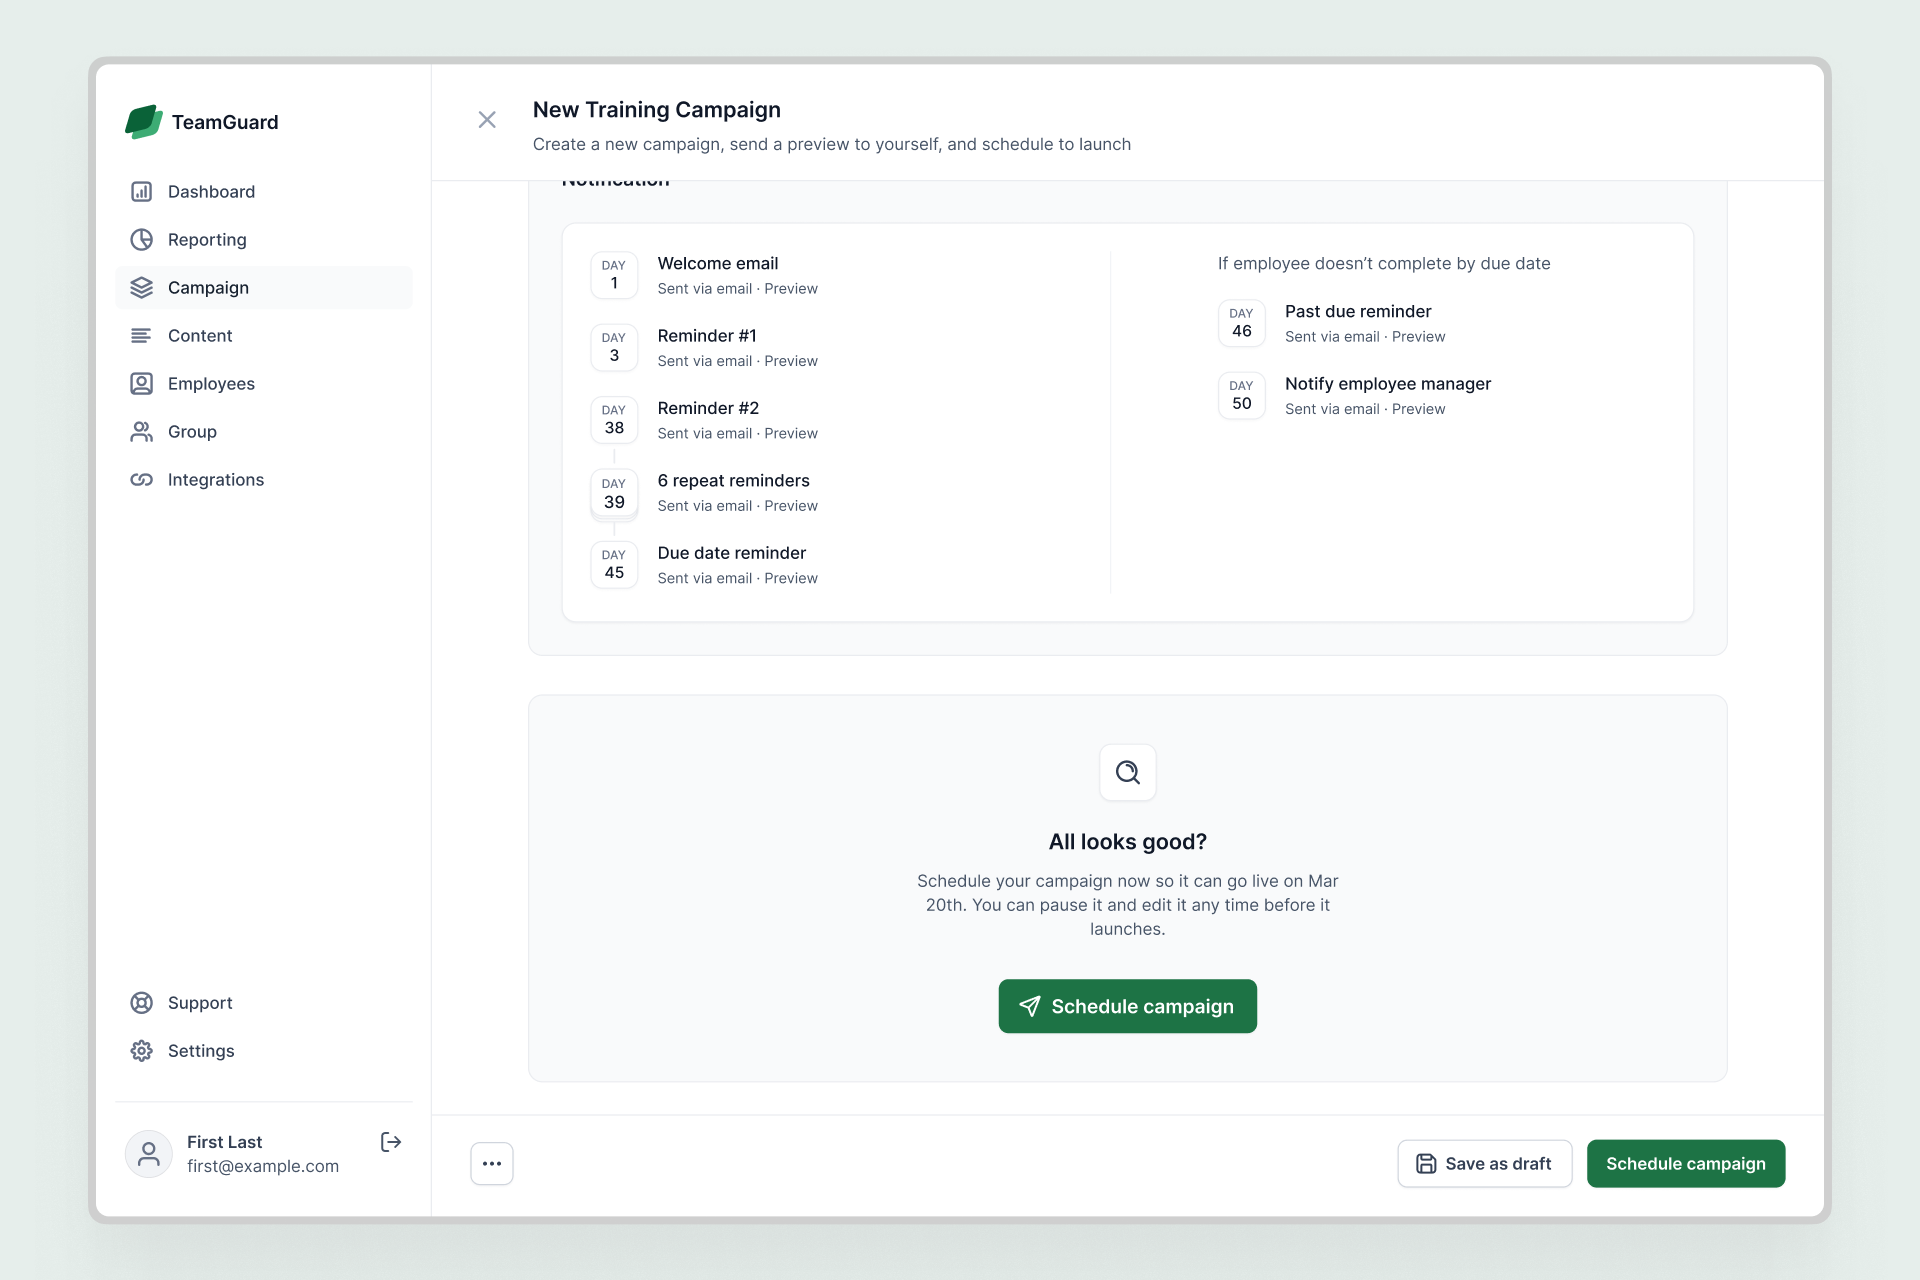 TeamGuard
Dashboard
Reporting
Campaign
Content
Employees
Group
Integrations
Support
Settings
First Last
first@example.com
New Training Campaign
Create a new campaign, send a preview to yourself, and schedule to launch
Notification
DAY
1
Welcome email
Sent via email · Preview
DAY
3
Reminder #1
Sent via email · Preview
DAY
38
Reminder #2
Sent via email · Preview
DAY
39
6 repeat reminders
Sent via email · Preview
DAY
45
Due date reminder
Sent via email · Preview
If employee doesn’t complete by due date
DAY
46
Past due reminder
Sent via email · Preview
DAY
50
Notify employee manager
Sent via email · Preview
All looks good?
Schedule your campaign now so it can go live on Mar
20th. You can pause it and edit it any time before it
launches.
Schedule campaign
Save as draft
Schedule campaign